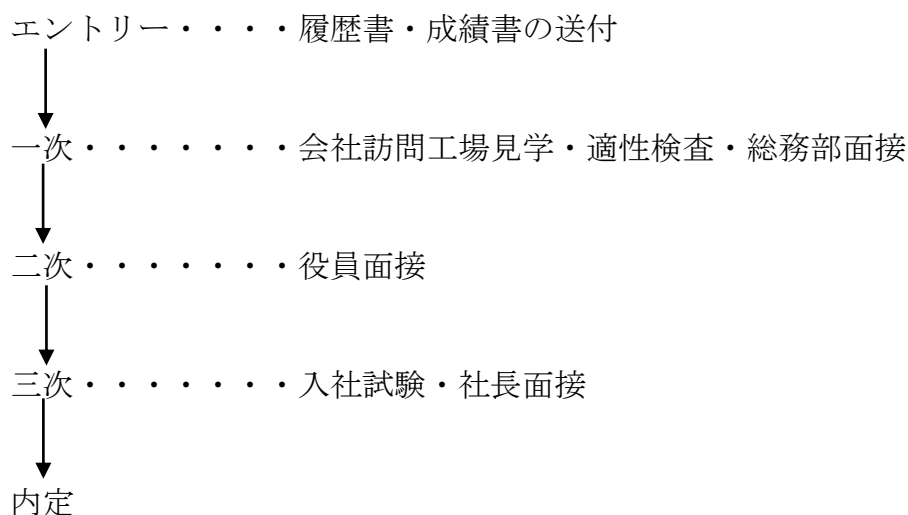 エントリー・・・・履歴書・成績書の送付
一次・・・・・・・会社訪問工場見学・適性検査・総務部面接
二次・・・・・・・役員面接
三次・・・・・・・入社試験・社長面接
内定